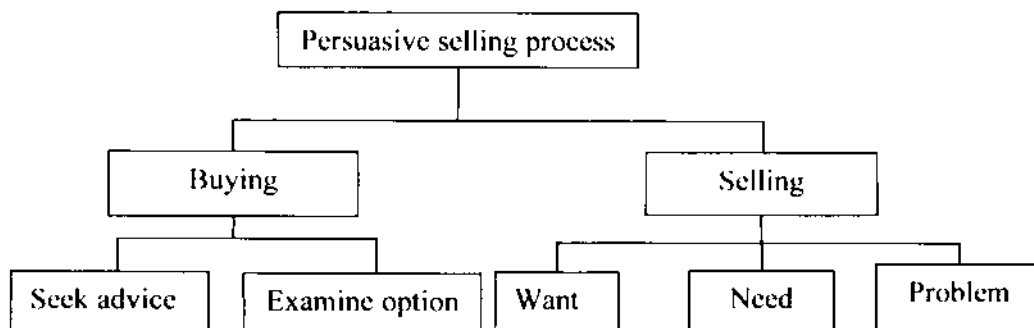 Persuasive selling process
Buying
Selling
Seek advice
Examine option
Want
Need
Problem